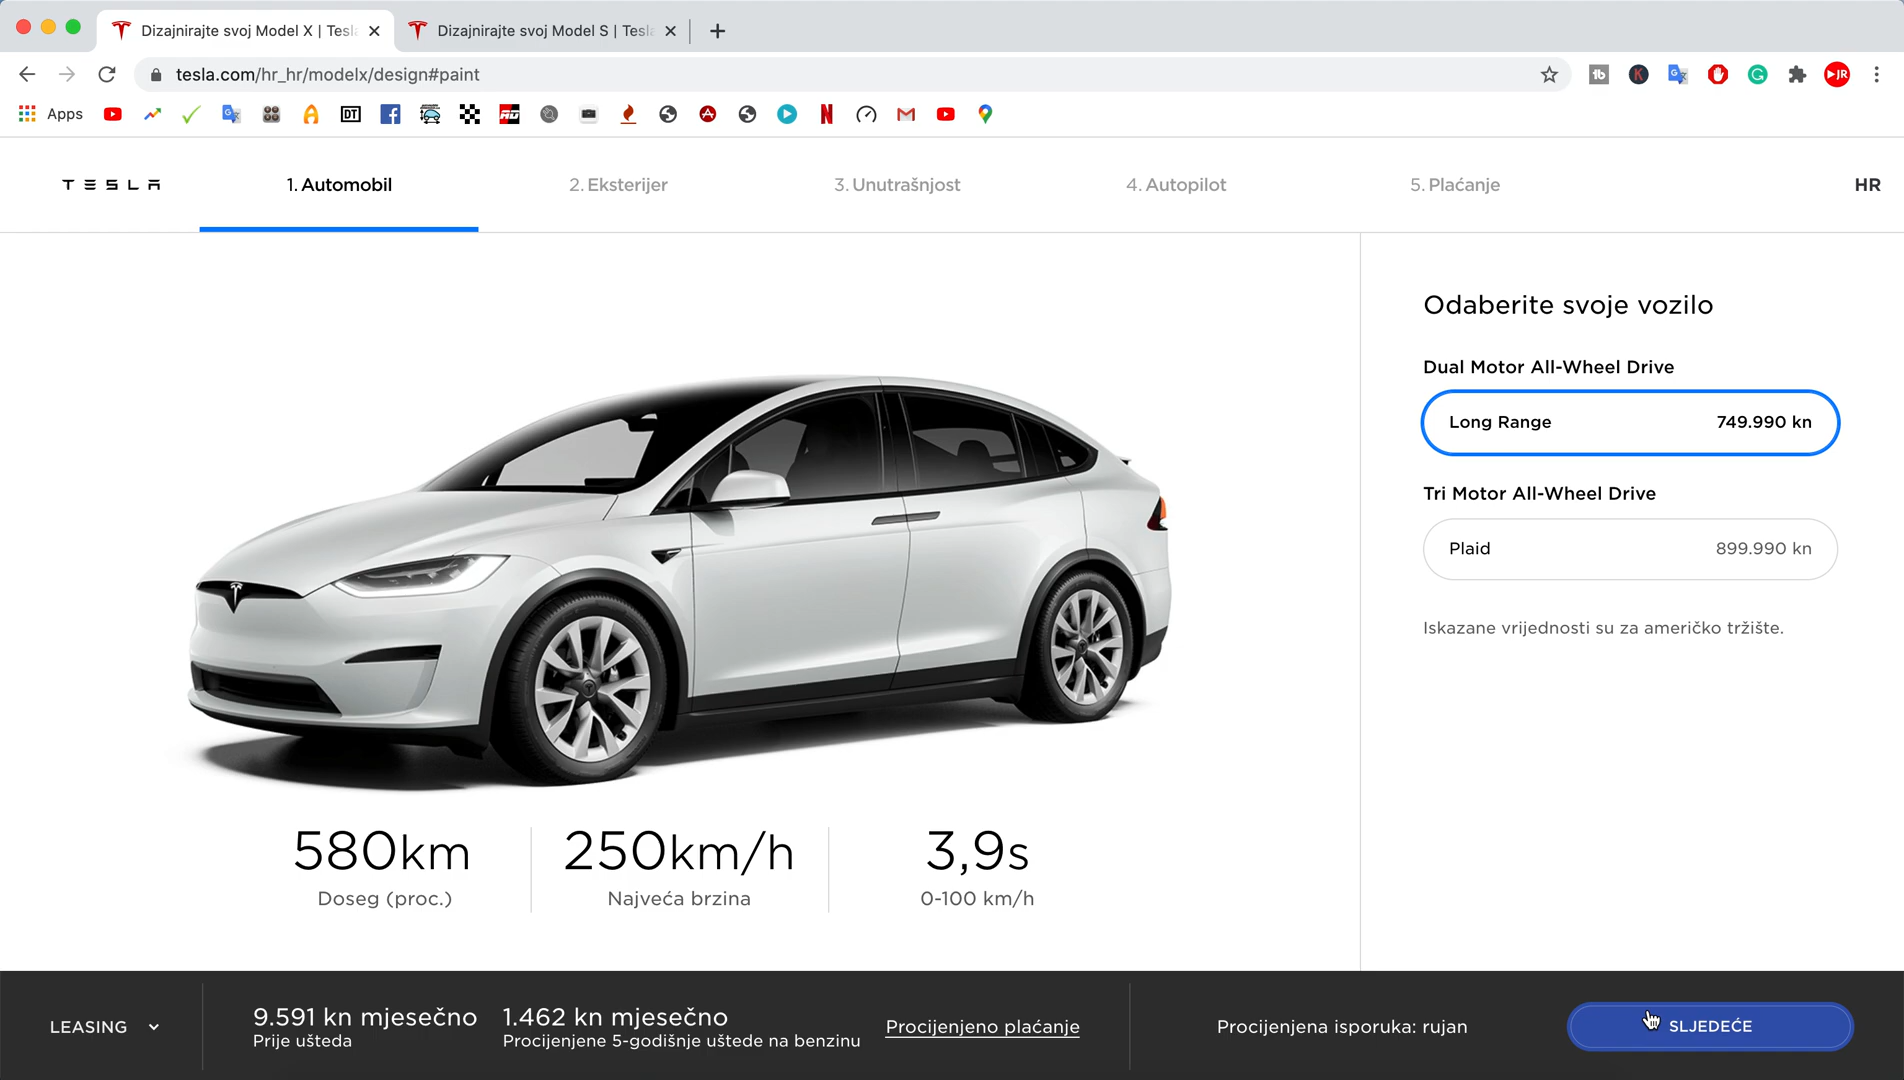 Dizajnirajte svoj Model X | Tesla
Dizajnirajte svoj Model S | Tesla
tesla.com/hr_hr/modelx/design#paint
Apps
TESLA
1. Automobil
2. Eksterijer
3. Unutrašnjost
4. Autopilot
5. Plaćanje
HR
Odaberite svoje vozilo
Dual Motor All-Wheel Drive
Long Range 749.990 kn
Tri Motor All-Wheel Drive
Plaid 899.990 kn
Iskazane vrijednosti su za američko tržište.
580km
Doseg (proc.)
250km/h
Najveća brzina
3,9s
0-100 km/h
LEASING
9.591 kn mjesečno
Prije ušteda
1.462 kn mjesečno
Procijenjene 5-godišnje uštede na benzinu
Procijenjeno plaćanje
Procijenjena isporuka: rujan
SLJEDEĆE